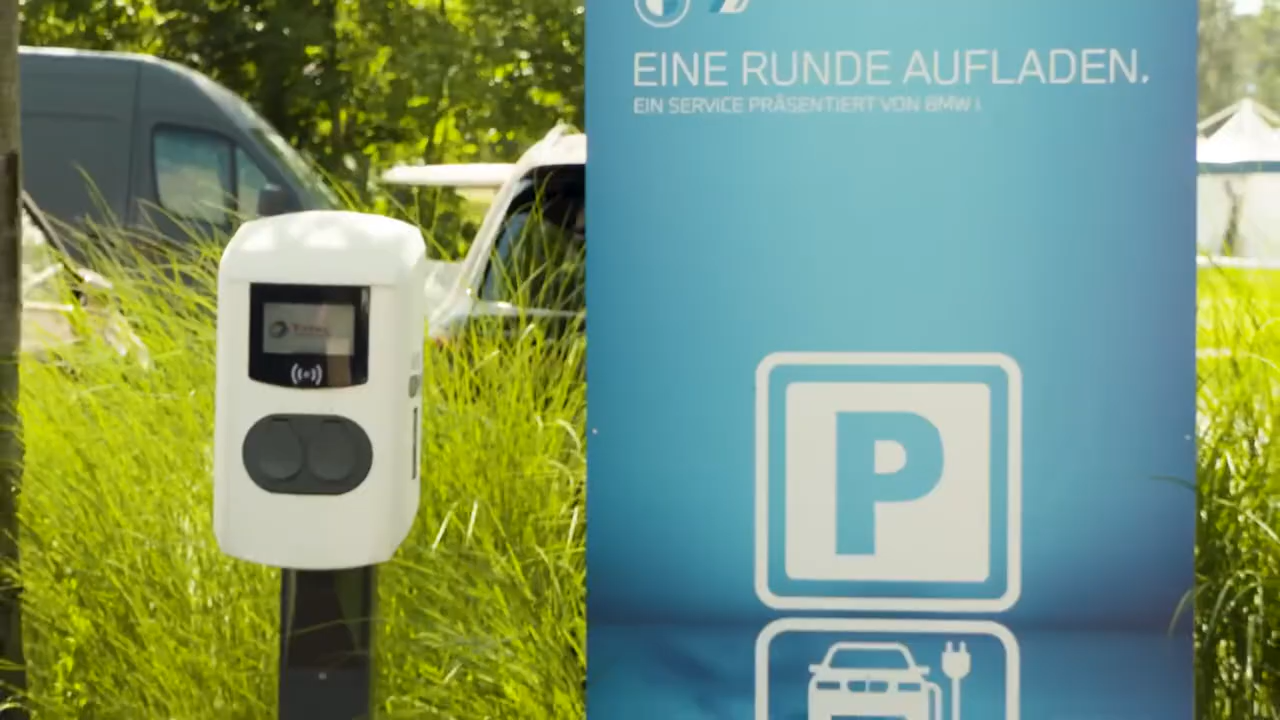 EINE RUNDE AUFLADEN.
EIN SERVICE PRÄSENTIERT VON BMW i.
P